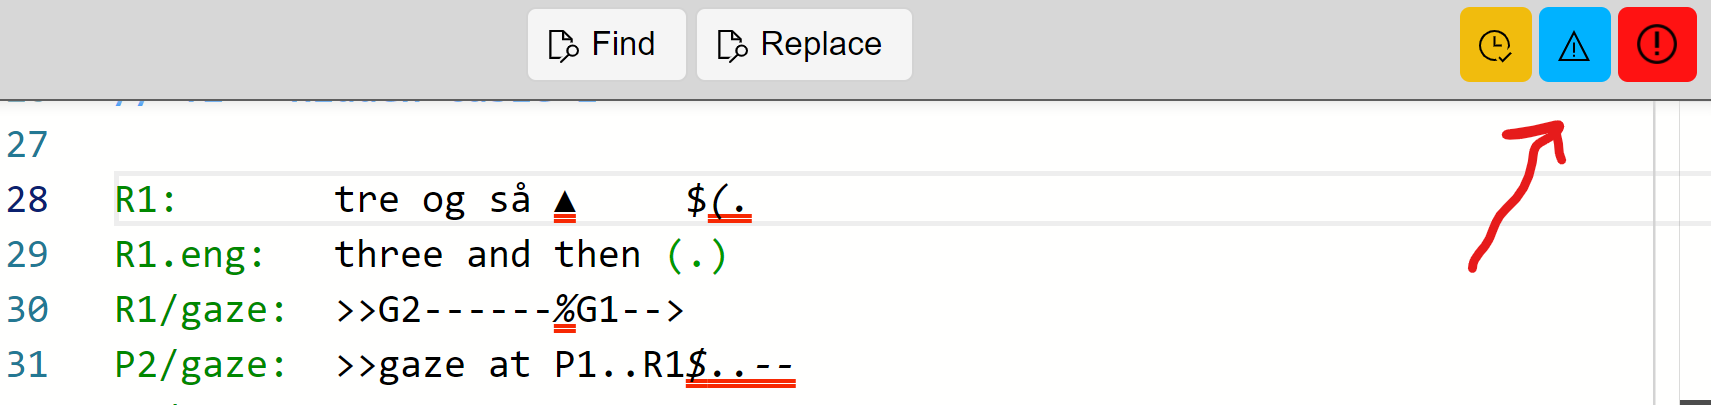 Find Replace
27
28 R1: tre og så ▲ $(.
29 R1.eng: three and then (.)
30 R1/gaze: >>G2------%G1-->
31 P2/gaze: >>gaze at P1..R1$..--